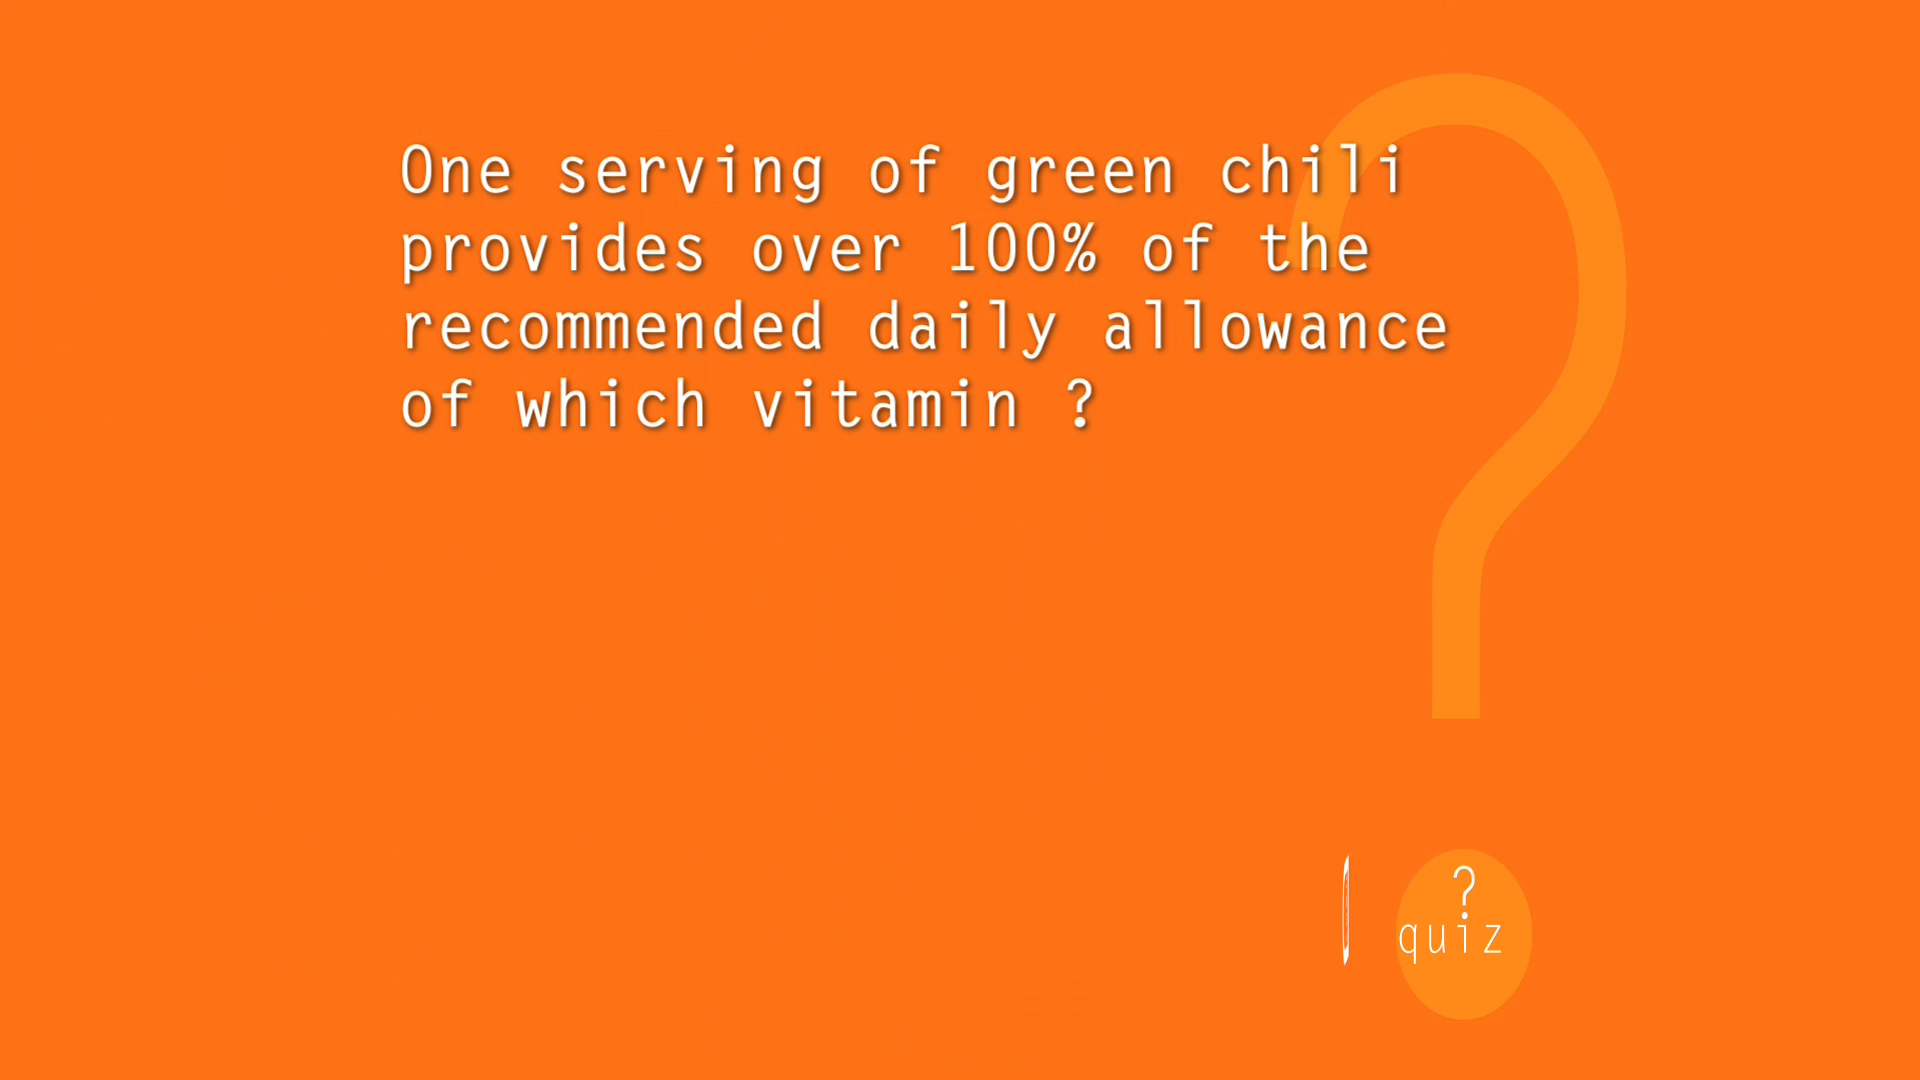 One serving of green chili
provides over 100% of the
recommended daily allowance
of which vitamin ?
?
quiz